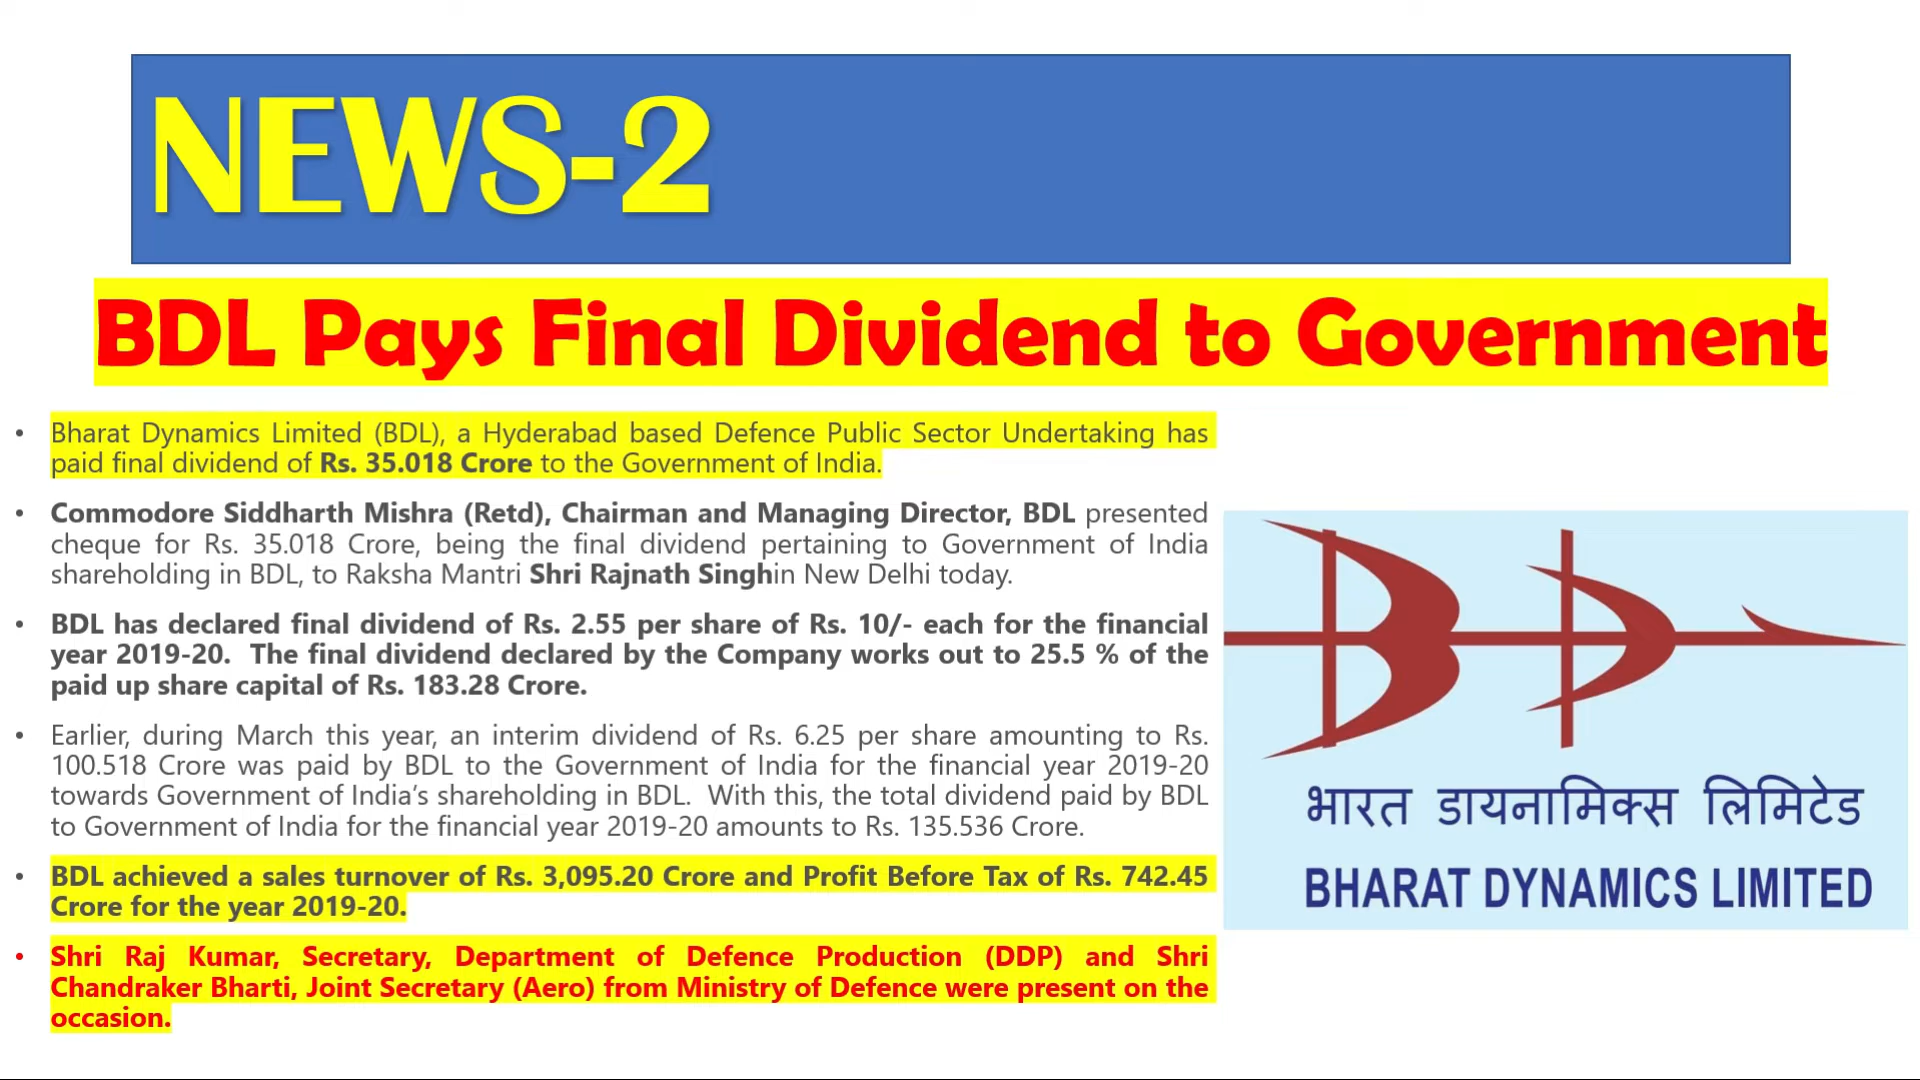 NEWS-2
BDL Pays Final Dividend to Government
• Bharat Dynamics Limited (BDL), a Hyderabad based Defence Public Sector Undertaking has
paid final dividend of Rs. 35.018 Crore to the Government of India.
• Commodore Siddharth Mishra (Retd), Chairman and Managing Director, BDL presented
cheque for Rs. 35.018 Crore, being the final dividend pertaining to Government of India
shareholding in BDL, to Raksha Mantri Shri Rajnath Singhin New Delhi today.
• BDL has declared final dividend of Rs. 2.55 per share of Rs. 10/- each for the financial
year 2019-20. The final dividend declared by the Company works out to 25.5 % of the
paid up share capital of Rs. 183.28 Crore.
• Earlier, during March this year, an interim dividend of Rs. 6.25 per share amounting to Rs.
100.518 Crore was paid by BDL to the Government of India for the financial year 2019-20
towards Government of India's shareholding in BDL. With this, the total dividend paid by BDL
to Government of India for the financial year 2019-20 amounts to Rs. 135.536 Crore.
• BDL achieved a sales turnover of Rs. 3,095.20 Crore and Profit Before Tax of Rs. 742.45
Crore for the year 2019-20.
• Shri Raj Kumar, Secretary, Department of Defence Production (DDP) and Shri
Chandraker Bharti, Joint Secretary (Aero) from Ministry of Defence were present on the
occasion.
भारत डायनामिक्स लिमिटेड
BHARAT DYNAMICS LIMITED